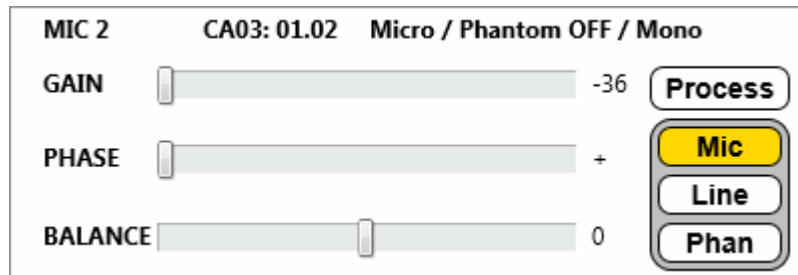 MIC 2 CA03: 01.02 Micro / Phantom OFF / Mono
GAIN -36 Process
PHASE + Mic
Line
BALANCE 0 Phan